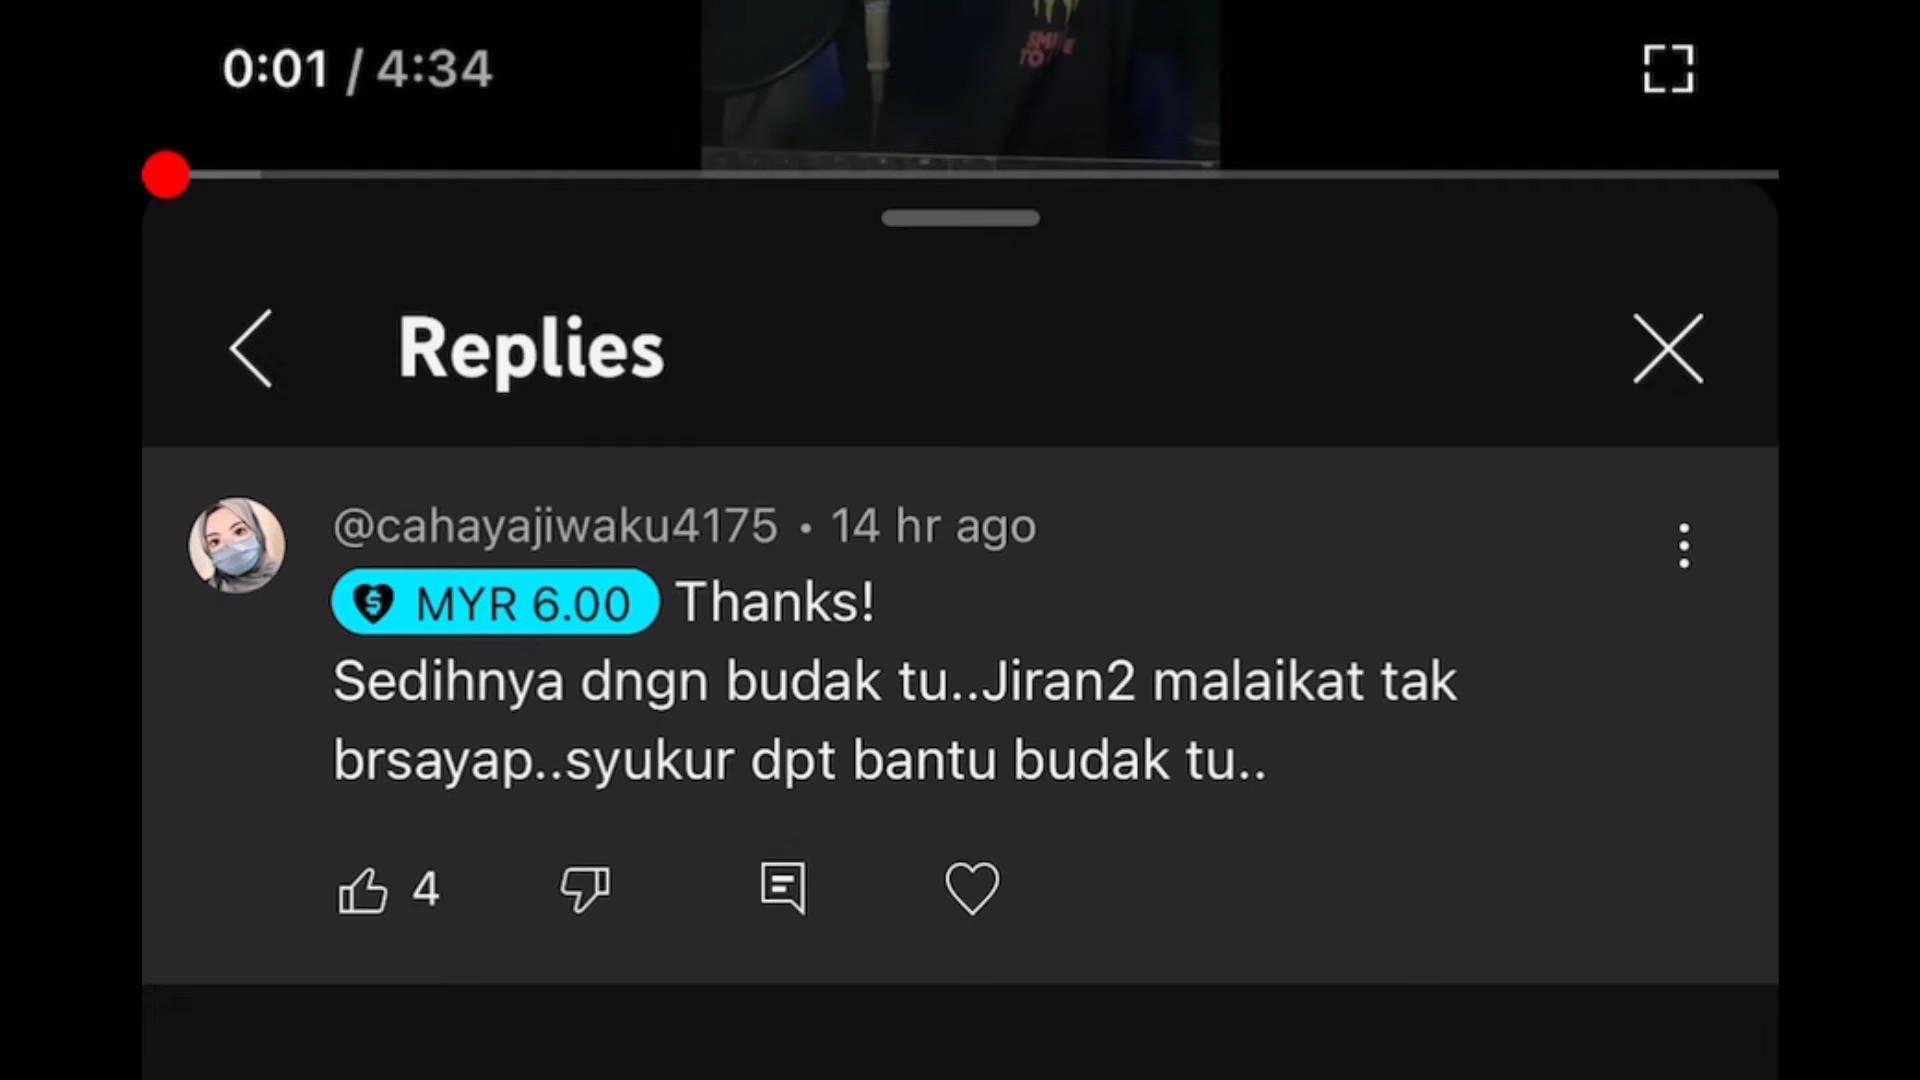 0:01 / 4:34
Replies
@cahayajiwaku4175 • 14 hr ago
MYR 6.00 Thanks!
Sedihnya dngn budak tu..Jiran2 malaikat tak
brsayap..syukur dpt bantu budak tu..
4